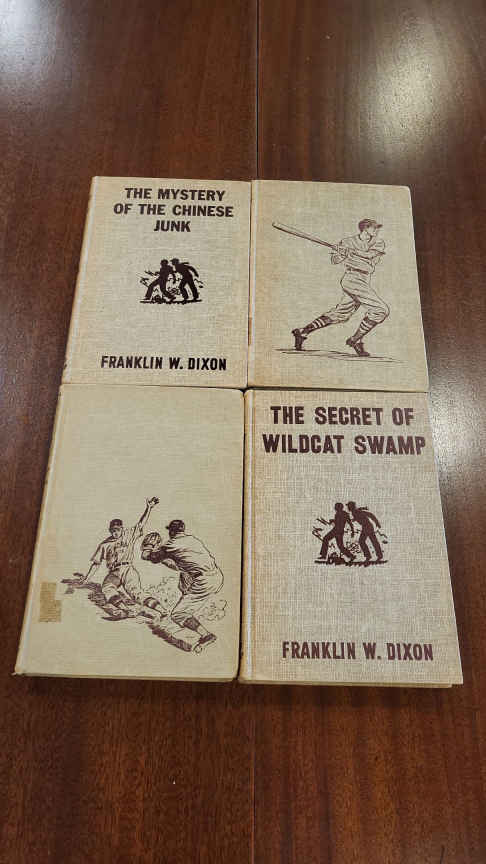 THE MYSTERY
OF THE CHINESE
JUNK
FRANKLIN W. DIXON
THE SECRET OF
WILDCAT SWAMP
FRANKLIN W. DIXON